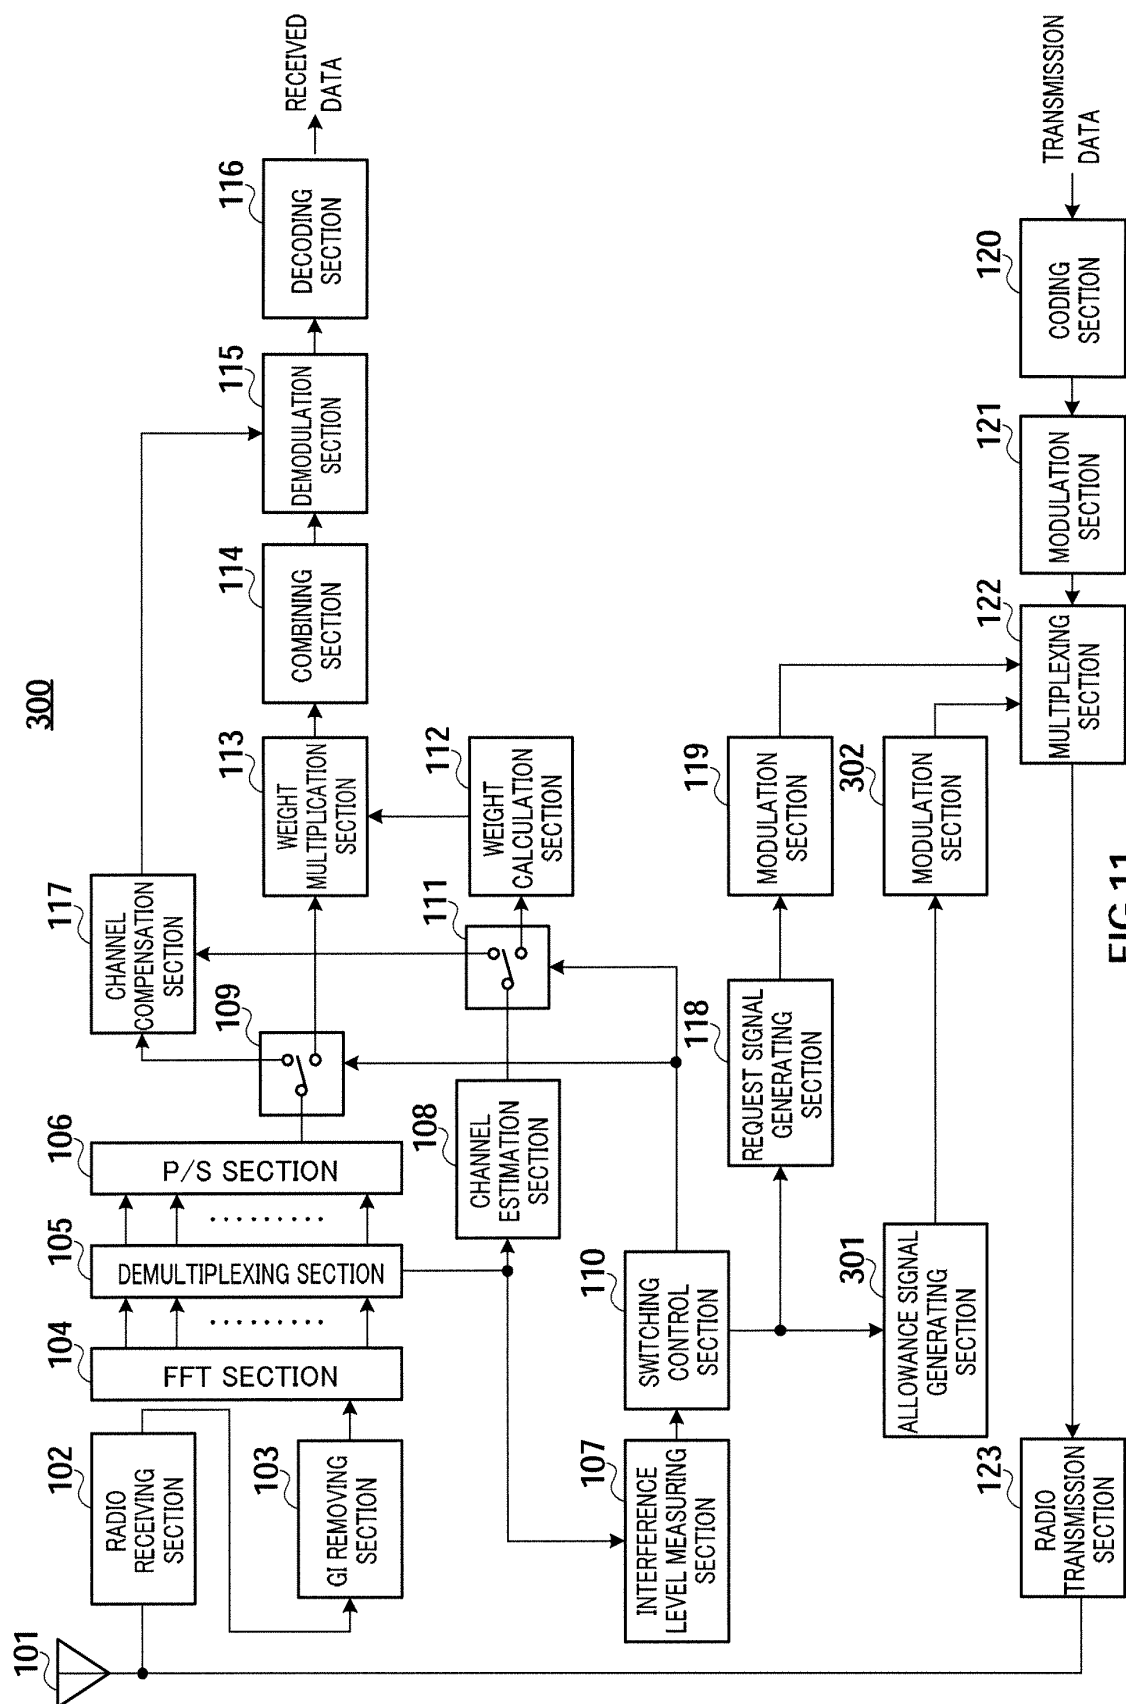 300
101
102
RADIO
RECEIVING
SECTION
103
GI REMOVING
SECTION
104
FFT SECTION
105
DEMULTIPLEXING SECTION
106
P/S SECTION
109
117
CHANNEL
COMPENSATION
SECTION
113
WEIGHT
MULTIPLICATION
SECTION
114
COMBINING
SECTION
115
DEMODULATION
SECTION
116
DECODING
SECTION
RECEIVED
DATA
108
CHANNEL
ESTIMATION
SECTION
111
112
WEIGHT
CALCULATION
SECTION
107
INTERFERENCE
LEVEL MEASURING
SECTION
110
SWITCHING
CONTROL
SECTION
118
REQUEST SIGNAL
GENERATING
SECTION
119
MODULATION
SECTION
301
ALLOWANCE SIGNAL
GENERATING
SECTION
302
MODULATION
SECTION
123
RADIO
TRANSMISSION
SECTION
122
MULTIPLEXING
SECTION
121
MODULATION
SECTION
120
CODING
SECTION
TRANSMISSION
DATA
FIG.11